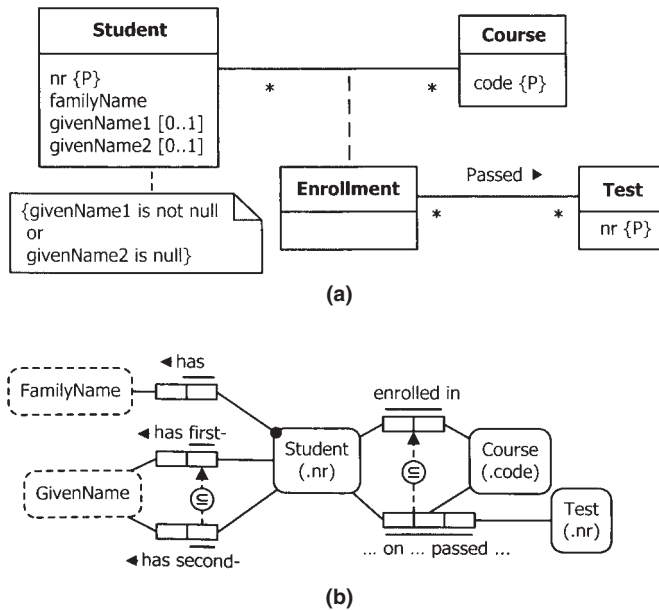 Student
nr {P}
familyName
givenName1 [0..1]
givenName2 [0..1]
Course
code {P}
*
*
{givenName1 is not null
or
givenName2 is null}
Enrollment
Passed ►
*
*
Test
nr {P}
(a)
◄ has
FamilyName
◄ has first-
GivenName
⊆
◄ has second-
Student
(.nr)
enrolled in
⊆
Course
(.code)
Test
(.nr)
... on ... passed ...
(b)